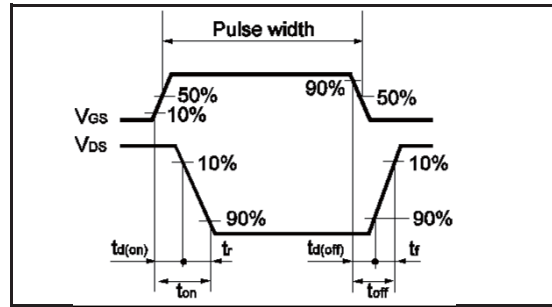 Pulse width
90%
50%
50%
VGS
10%
VDS
10%
10%
90%
90%
td(on)
tr
td(off)
tf
ton
toff